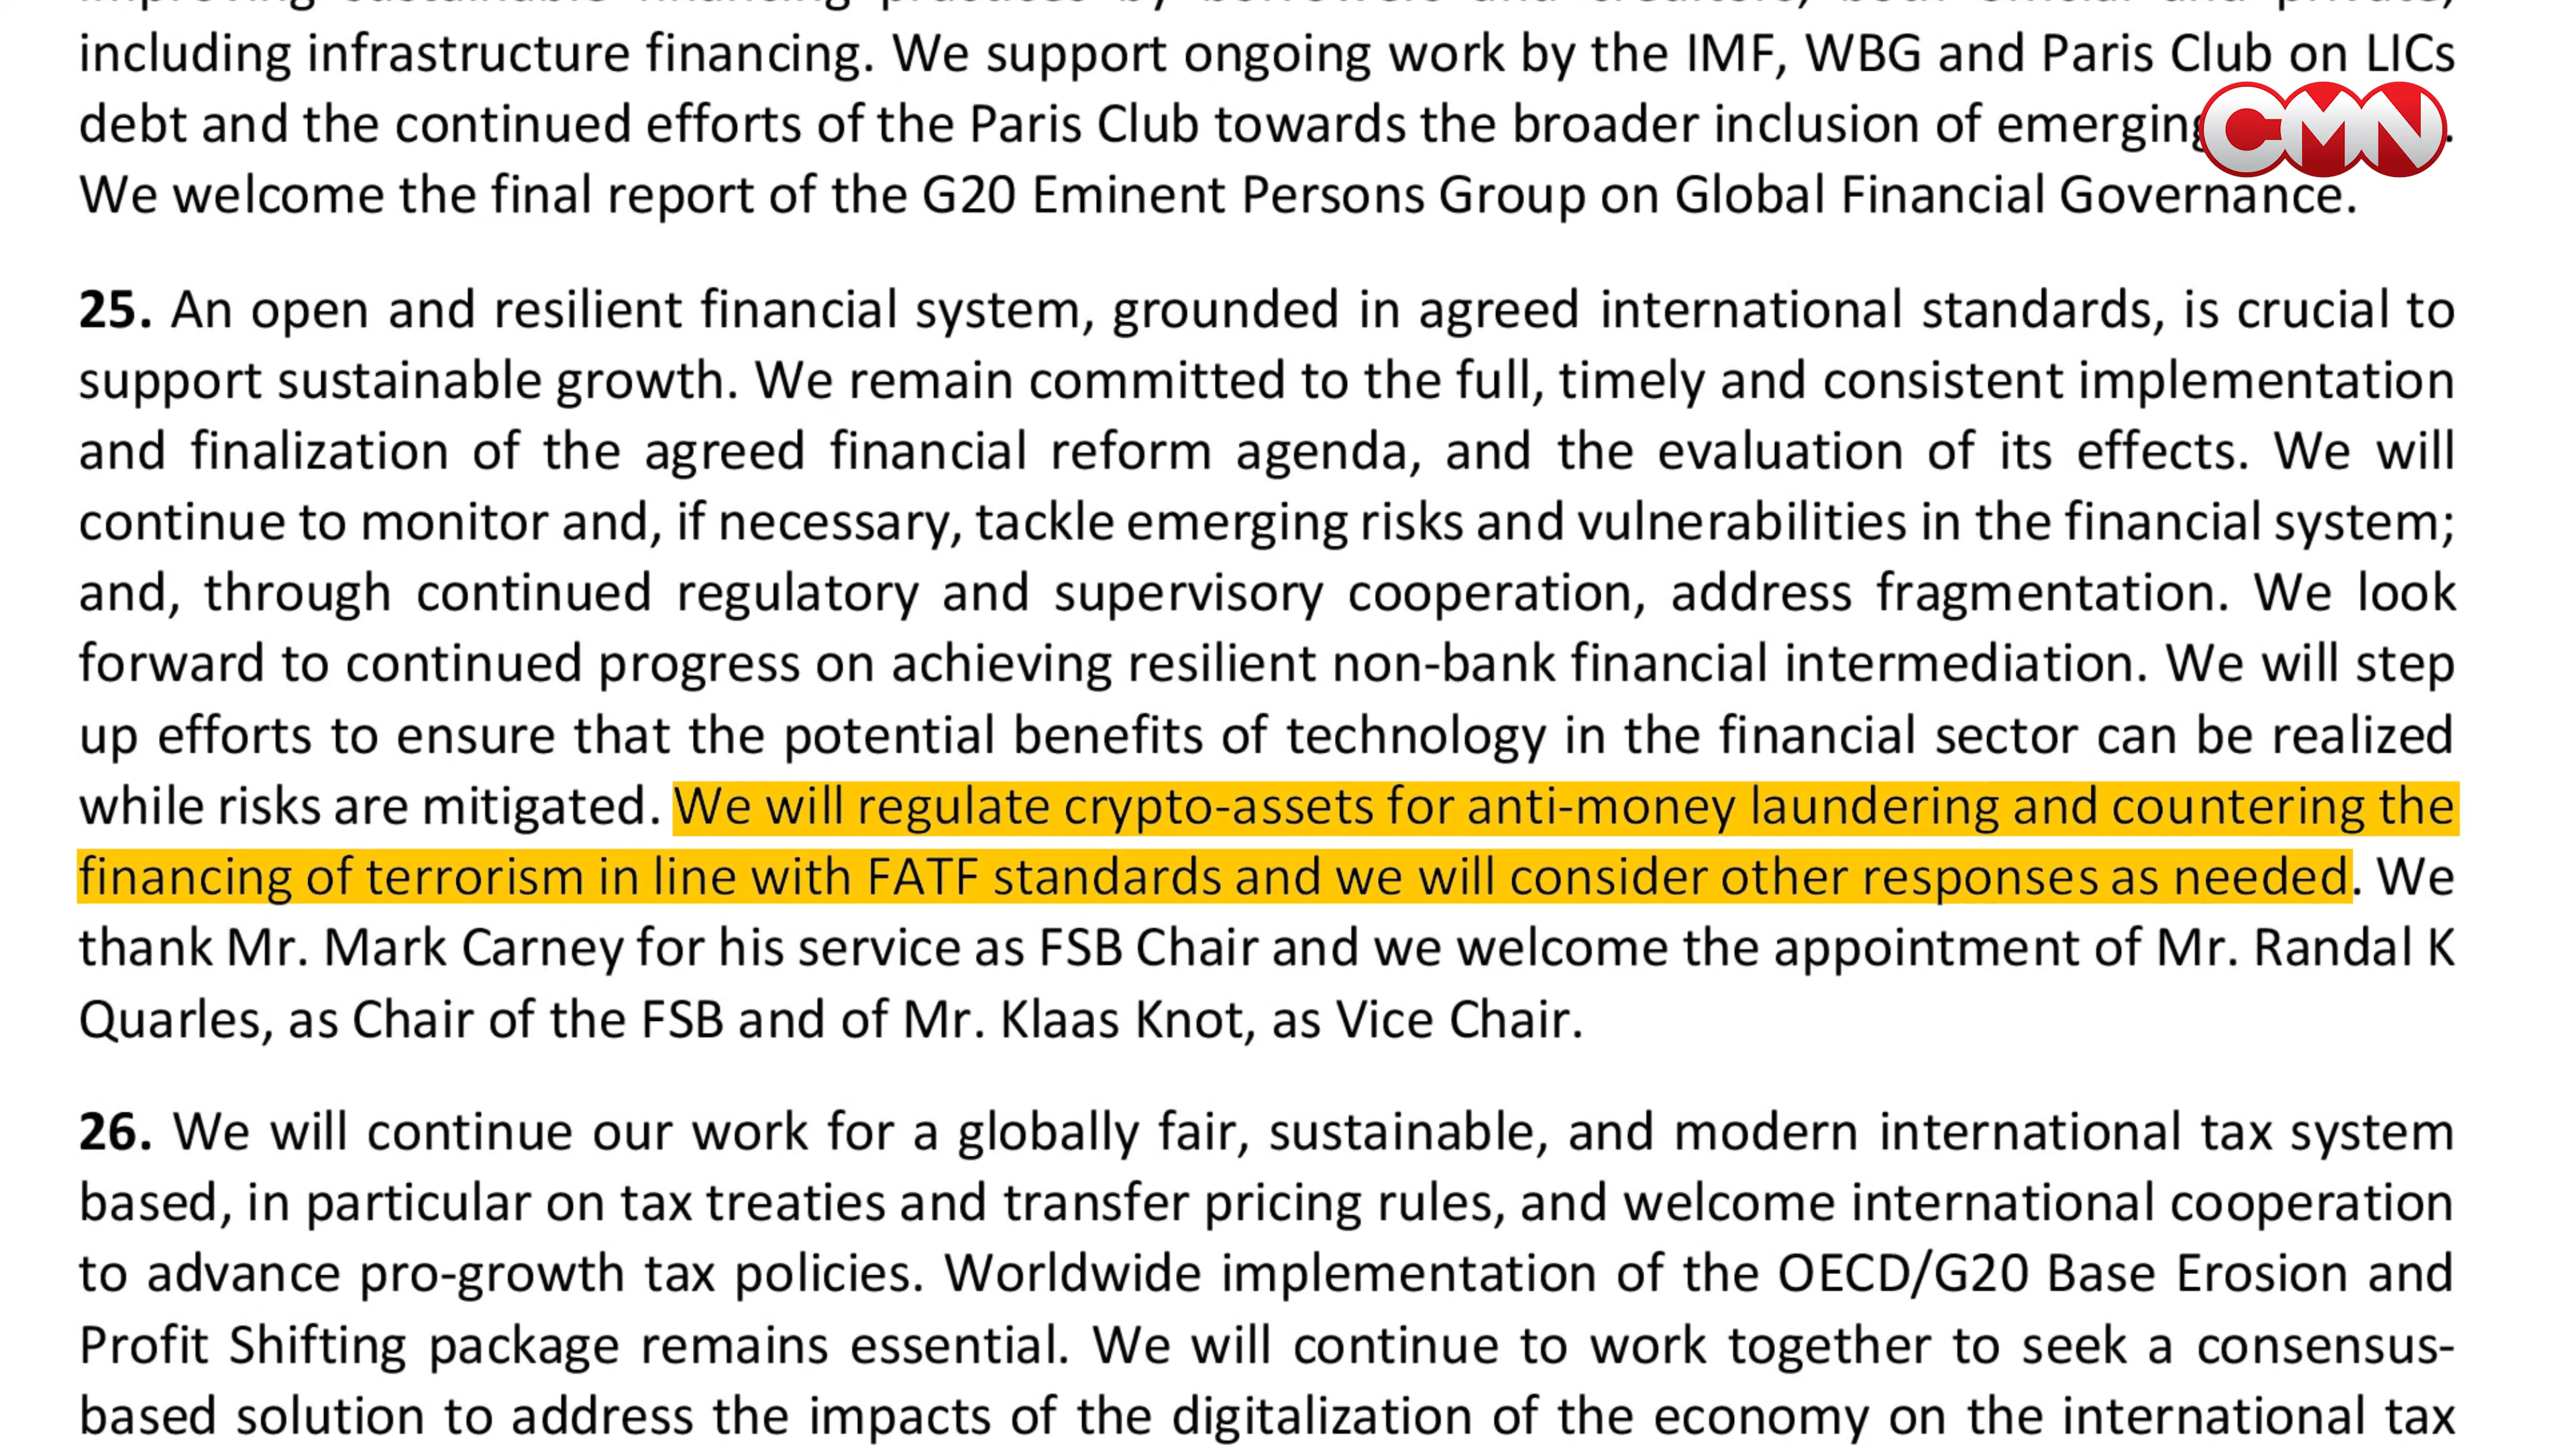 improving sustainable financing practices by borrowers and creditors, both official and private,
including infrastructure financing. We support ongoing work by the IMF, WBG and Paris Club on LICs
debt and the continued efforts of the Paris Club towards the broader inclusion of emerging
CMN
We welcome the final report of the G20 Eminent Persons Group on Global Financial Governance.
25. An open and resilient financial system, grounded in agreed international standards, is crucial to
support sustainable growth. We remain committed to the full, timely and consistent implementation
and finalization of the agreed financial reform agenda, and the evaluation of its effects. We will
continue to monitor and, if necessary, tackle emerging risks and vulnerabilities in the financial system;
and, through continued regulatory and supervisory cooperation, address fragmentation. We look
forward to continued progress on achieving resilient non-bank financial intermediation. We will step
up efforts to ensure that the potential benefits of technology in the financial sector can be realized
while risks are mitigated. We will regulate crypto-assets for anti-money laundering and countering the
financing of terrorism in line with FATF standards and we will consider other responses as needed. We
thank Mr. Mark Carney for his service as FSB Chair and we welcome the appointment of Mr. Randal K
Quarles, as Chair of the FSB and of Mr. Klaas Knot, as Vice Chair.
26. We will continue our work for a globally fair, sustainable, and modern international tax system
based, in particular on tax treaties and transfer pricing rules, and welcome international cooperation
to advance pro-growth tax policies. Worldwide implementation of the OECD/G20 Base Erosion and
Profit Shifting package remains essential. We will continue to work together to seek a consensus-
based solution to address the impacts of the digitalization of the economy on the international tax